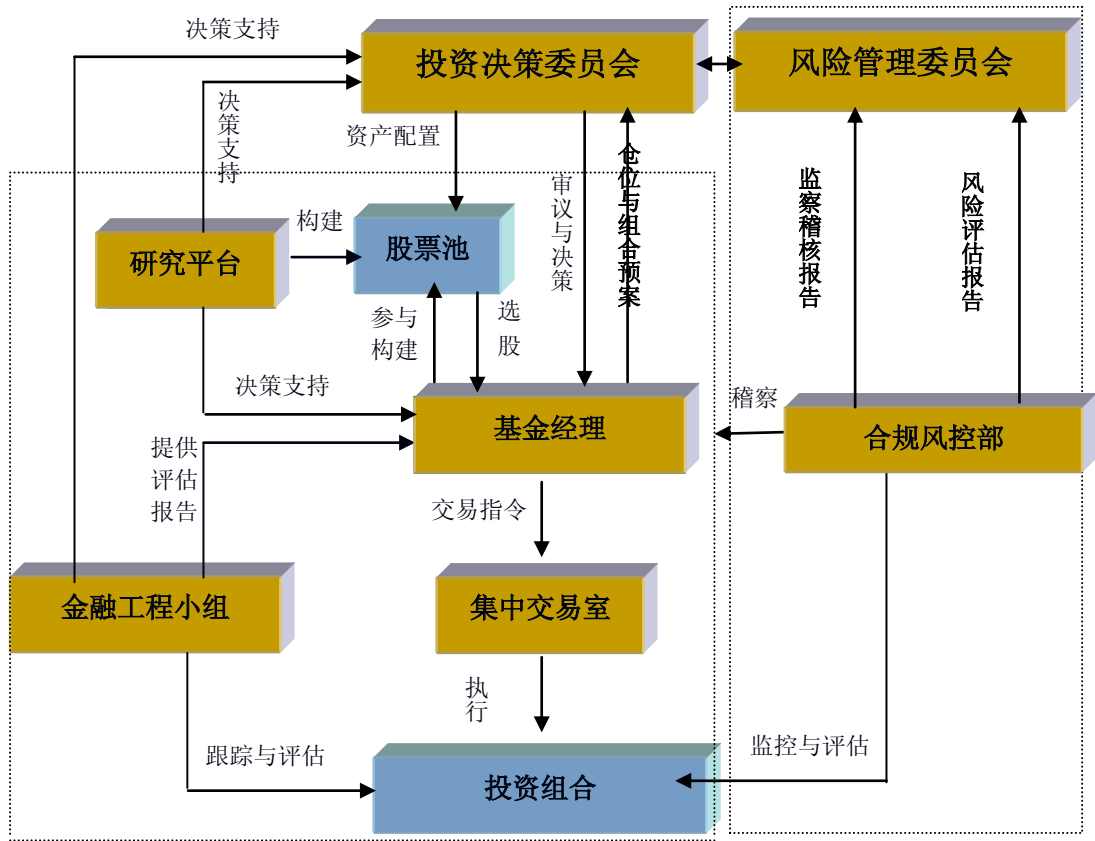 决策支持
投资决策委员会
风险管理委员会
决策支持
资产配置
审议与决策
仓位与组合预案
监察稽核报告
风险评估报告
构建
股票池
研究平台
参与
构建
选股
决策支持
稽察
基金经理
合规风控部
提供
评估
报告
交易指令
金融工程小组
集中交易室
执行
跟踪与评估
监控与评估
投资组合